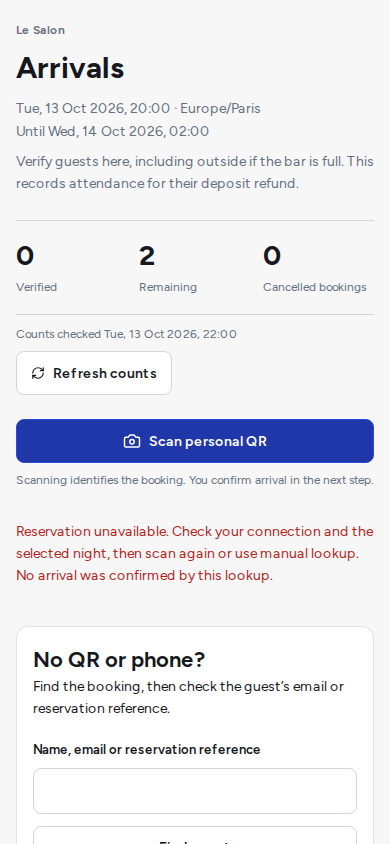 Le Salon
Arrivals
Tue, 13 Oct 2026, 20:00 · Europe/Paris
Until Wed, 14 Oct 2026, 02:00
Verify guests here, including outside if the bar is full. This
records attendance for their deposit refund.
0 2 0
Verified Remaining Cancelled bookings
Counts checked Tue, 13 Oct 2026, 22:00
Refresh counts
Scan personal QR
Scanning identifies the booking. You confirm arrival in the next step.
Reservation unavailable. Check your connection and the
selected night, then scan again or use manual lookup.
No arrival was confirmed by this lookup.
No QR or phone?
Find the booking, then check the guest’s email or
reservation reference.
Name, email or reservation reference